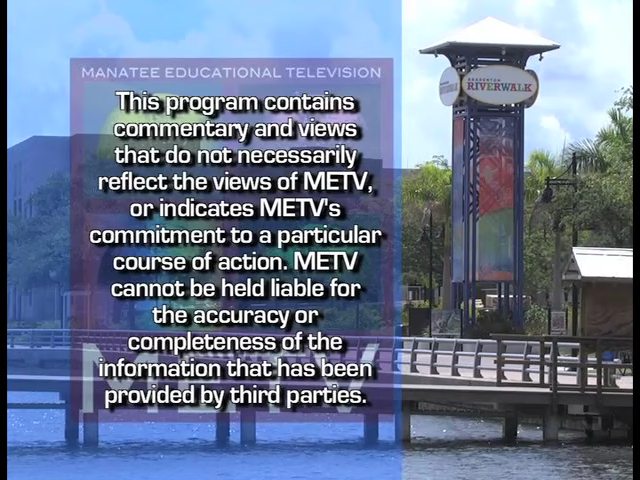 MANATEE EDUCATIONAL TELEVISION
This program contains
commentary and views
that do not necessarily
reflect the views of METV,
or indicates METV's
commitment to a particular
course of action. METV
cannot be held liable for
the accuracy or
completeness of the
information that has been
provided by third parties.
METV
BRADENTON
RIVERWALK